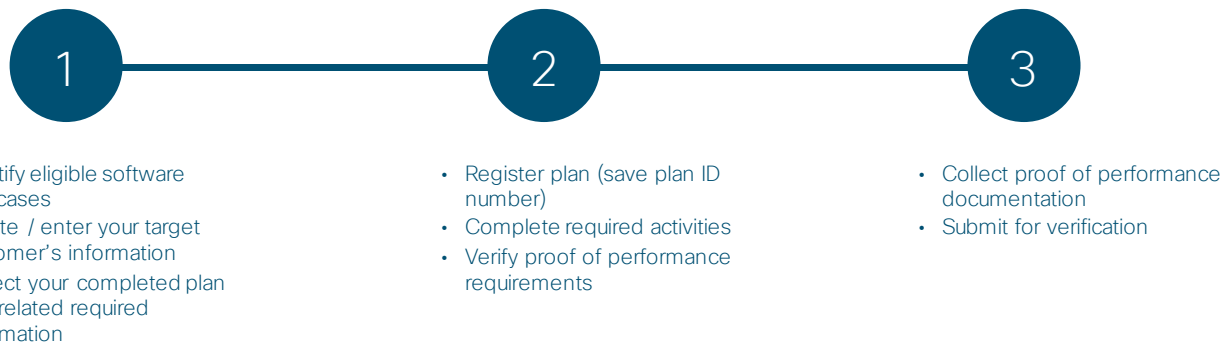 1
2
3
tify eligible software
cases
te / enter your target
omer's information
ect your completed plan
related required
mation
• Register plan (save plan ID
number)
• Complete required activities
• Verify proof of performance
requirements
• Collect proof of performance
documentation
• Submit for verification